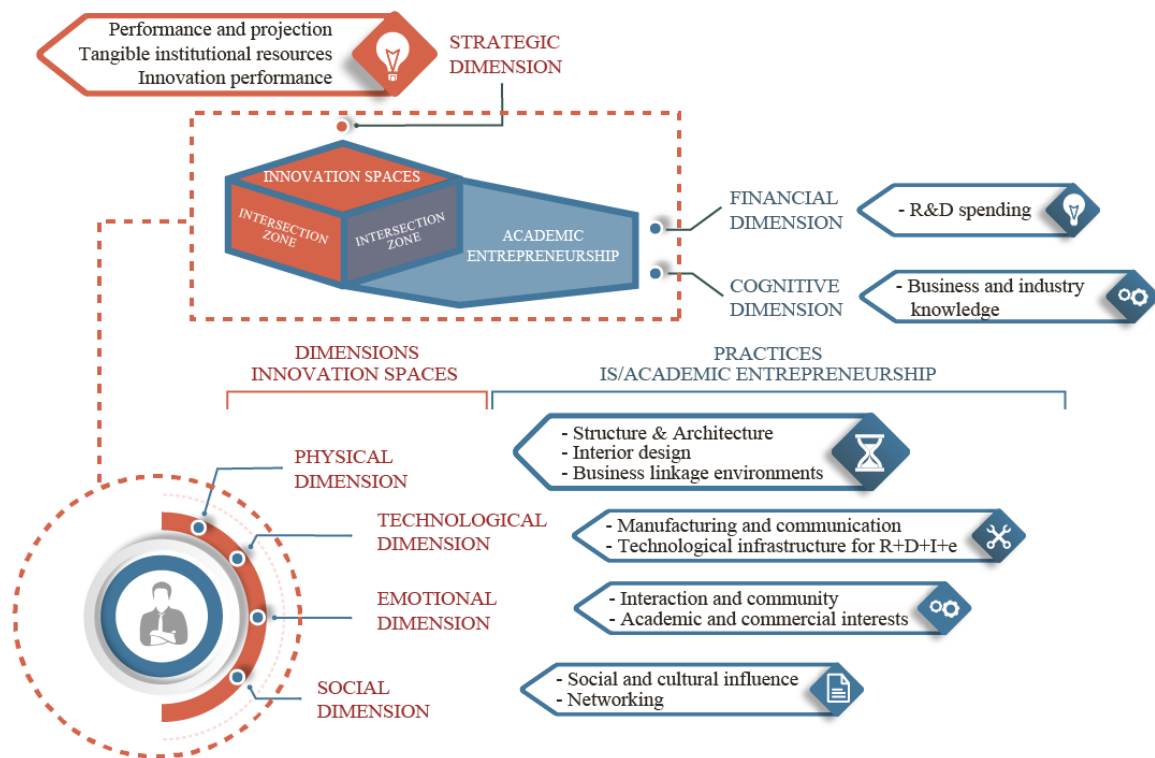 Performance and projection
Tangible institutional resources
Innovation performance
STRATEGIC
DIMENSION
INNOVATION SPACES
INTERSECTION
ZONE
INTERSECTION
ZONE
ACADEMIC
ENTREPRENEURSHIP
FINANCIAL
DIMENSION
- R&D spending
COGNITIVE
DIMENSION
- Business and industry
knowledge
DIMENSIONS
INNOVATION SPACES
PRACTICES
IS/ACADEMIC ENTREPRENEURSHIP
PHYSICAL
DIMENSION
- Structure & Architecture
- Interior design
- Business linkage environments
TECHNOLOGICAL
DIMENSION
- Manufacturing and communication
- Technological infrastructure for R+D+I+e
EMOTIONAL
DIMENSION
- Interaction and community
- Academic and commercial interests
SOCIAL
DIMENSION
- Social and cultural influence
- Networking